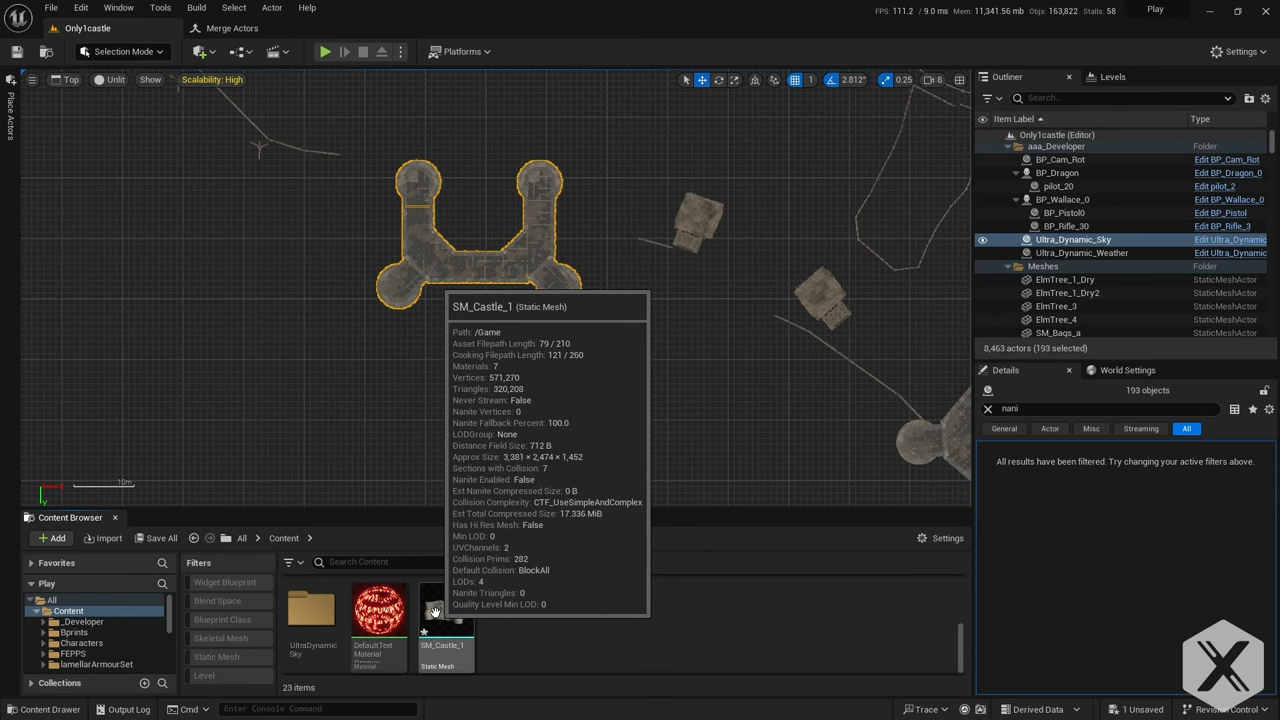 File Edit Window Tools Build Select Actor Help
FPS: 111.2 / 9.0 ms Mem: 11,341.56 mb Objs: 163,822 Stalls: 58
Play
Only1castle
Merge Actors
Selection Mode
Platforms
Settings
Top Unlit Show Scalability: High
1 2.812° 0.25 8
Place Actors
SM_Castle_1 (Static Mesh)
Path: /Game
Asset Filepath Length: 79 / 210
Cooking Filepath Length: 121 / 260
Materials: 7
Vertices: 571,270
Triangles: 320,208
Never Stream: False
Nanite Vertices: 0
Nanite Fallback Percent: 100.0
LODGroup: None
Distance Field Size: 712 B
Approx Size: 3,381 × 2,474 × 1,452
Sections with Collision: 7
Nanite Enabled: False
Est Nanite Compressed Size: 0 B
Collision Complexity: CTF_UseSimpleAndComplex
Est Total Compressed Size: 17.336 MiB
Has Hi Res Mesh: False
Min LOD: 0
UVChannels: 2
Collision Prims: 282
Default Collision: BlockAll
LODs: 4
Nanite Triangles: 0
Quality Level Min LOD: 0
10m
Y
Outliner Levels
Search...
Item Label Type
Only1castle (Editor)
aaa_Developer Folder
BP_Cam_Rot Edit BP_Cam_Rot
BP_Dragon Edit BP_Dragon_0
pilot_20 Edit pilot_2
BP_Wallace_0 Edit BP_Wallace_0
BP_Pistol0 Edit BP_Pistol
BP_Rifle_30 Edit BP_Rifle_3
Ultra_Dynamic_Sky Edit Ultra_Dynamic
Ultra_Dynamic_Weather Edit Ultra_Dynamic
Meshes Folder
ElmTree_1_Dry StaticMeshActor
ElmTree_1_Dry2 StaticMeshActor
ElmTree_3 StaticMeshActor
ElmTree_4 StaticMeshActor
SM_Bags_a StaticMeshActor
8,463 actors (193 selected)
Details World Settings
193 objects
nani
General Actor Misc Streaming All
All results have been filtered. Try changing your active filters above.
Content Browser
Add Import Save All All Content
Settings
Favorites
Play
All
Content
_Developer
Bprints
Characters
FEPPS
lamellarArmourSet
Collections
Filters
Widget Blueprint
Blend Space
Blueprint Class
Skeletal Mesh
Static Mesh
Level
Search Content
UltraDynamic
Sky
DefaultText
Material
Opaque
Material
SM_Castle_1
Static Mesh
23 items
Content Drawer Output Log Cmd Enter Console Command
Trace Derived Data 1 Unsaved Revision Control